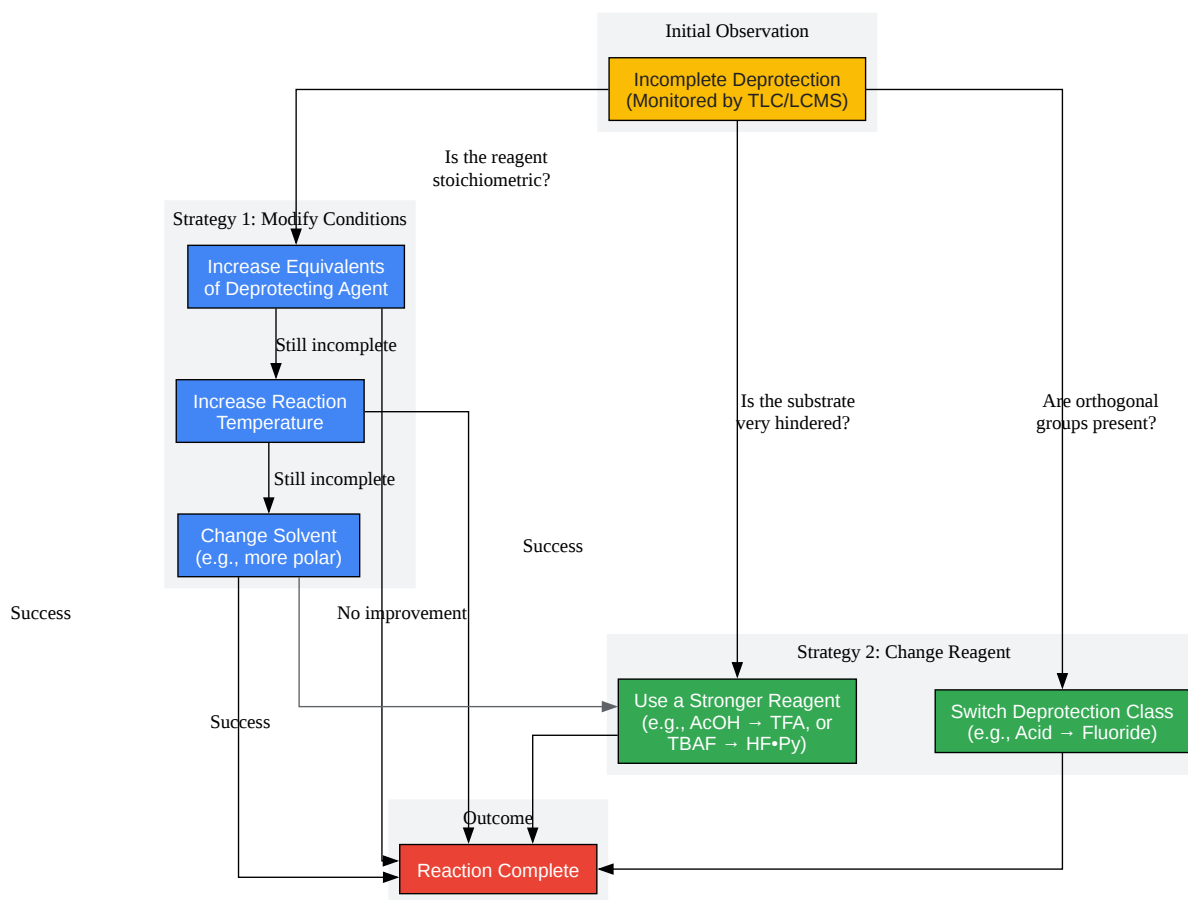 Initial Observation
Incomplete Deprotection
(Monitored by TLC/LCMS)
Is the reagent
stoichiometric?
Strategy 1: Modify Conditions
Increase Equivalents
of Deprotecting Agent
Still incomplete
Increase Reaction
Temperature
Is the substrate
very hindered?
Are orthogonal
groups present?
Still incomplete
Change Solvent
(e.g., more polar)
Success
Success
No improvement
Strategy 2: Change Reagent
Use a Stronger Reagent
(e.g., AcOH → TFA, or
TBAF → HF•Py)
Switch Deprotection Class
(e.g., Acid → Fluoride)
Success
Outcome
Reaction Complete